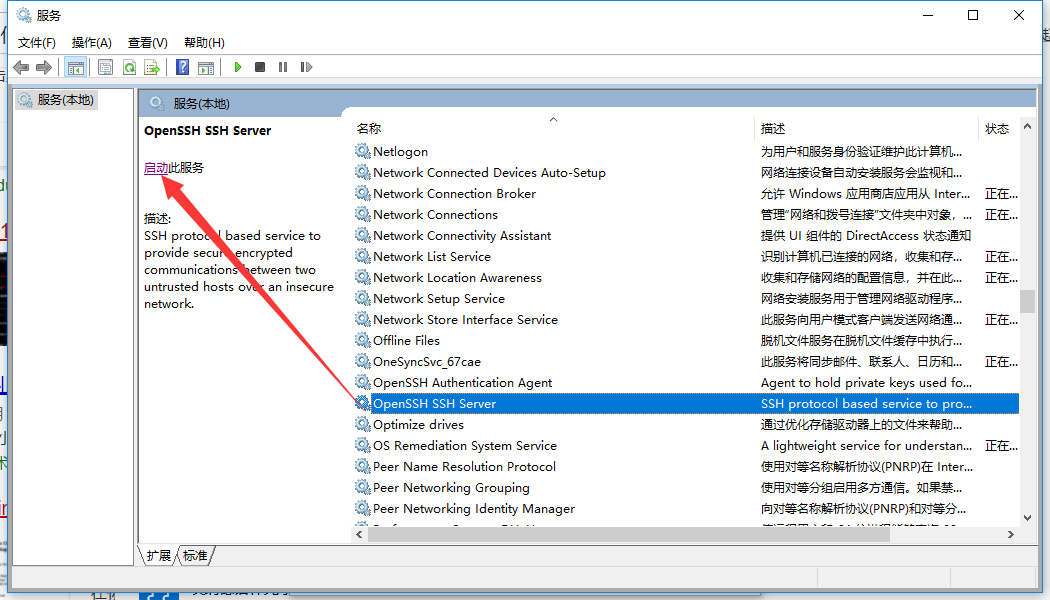 服务
文件(F) 操作(A) 查看(V) 帮助(H)
服务(本地)
服务(本地)
OpenSSH SSH Server
启动此服务
描述:
SSH protocol based service to
provide secure encrypted
communications between two
untrusted hosts over an insecure
network.
名称 描述 状态
Netlogon 为用户和服务身份验证维护此计算机...
Network Connected Devices Auto-Setup 网络连接设备自动安装服务会监视和...
Network Connection Broker 允许 Windows 应用商店应用从 Inter... 正在...
Network Connections 管理“网络和拨号连接”文件夹中对象，... 正在...
Network Connectivity Assistant 提供 UI 组件的 DirectAccess 状态通知
Network List Service 识别计算机已连接的网络，收集和存... 正在...
Network Location Awareness 收集和存储网络的配置信息，并在此... 正在...
Network Setup Service 网络安装服务用于管理网络驱动程序...
Network Store Interface Service 此服务向用户模式客户端发送网络通... 正在...
Offline Files 脱机文件服务在脱机文件缓存中执行...
OneSyncSvc_67cae 此服务将同步邮件、联系人、日历和... 正在...
OpenSSH Authentication Agent Agent to hold private keys used fo...
OpenSSH SSH Server SSH protocol based service to pro...
Optimize drives 通过优化存储驱动器上的文件来帮助...
OS Remediation System Service A lightweight service for understan... 正在...
Peer Name Resolution Protocol 使用对等名称解析协议(PNRP)在 Inter...
Peer Networking Grouping 使用对等分组启用多方通信。如果禁...
Peer Networking Identity Manager 向对等名称解析协议(PNRP)和对等分...
扩展 标准